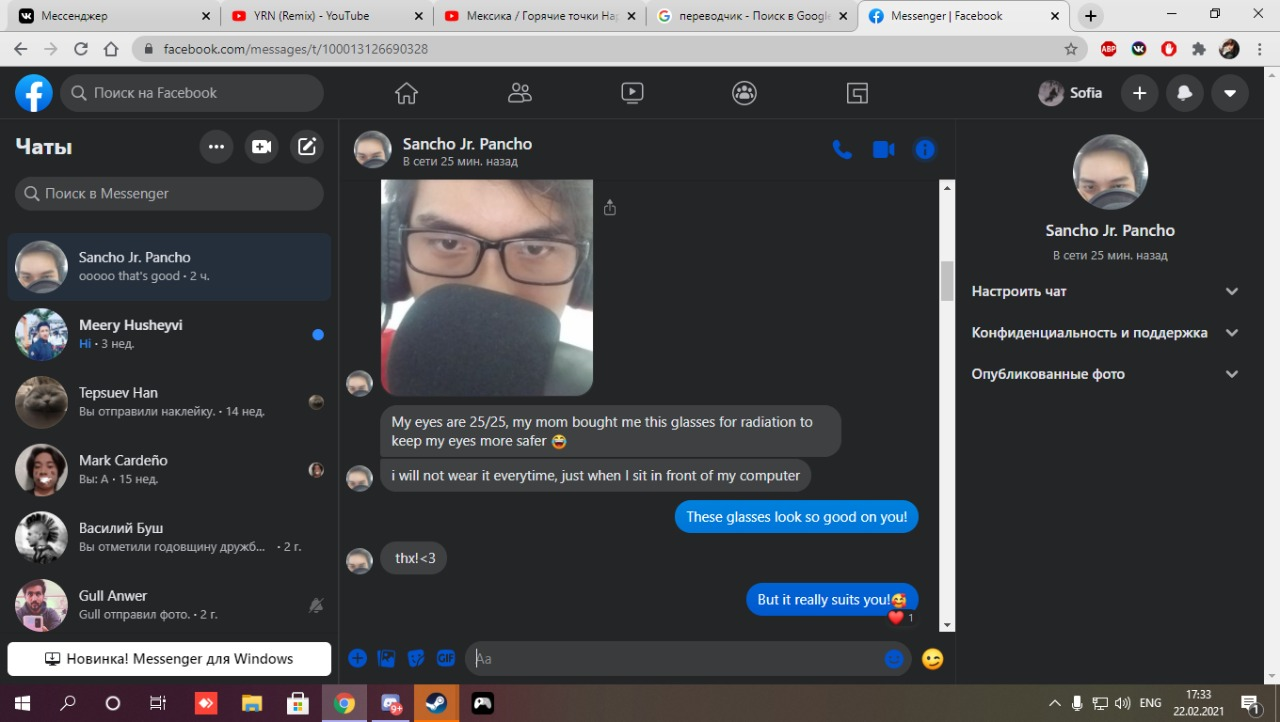 Мессенджер
YRN (Remix) - YouTube
Мексика / Горячие точки Нар
переводчик - Поиск в Google
Messenger | Facebook
facebook.com/messages/t/100013126690328
ABP
Поиск на Facebook
Sofia
Чаты
Поиск в Messenger
Sancho Jr. Pancho
ooooo that's good · 2 ч.
Meery Husheyvi
Hi · 3 нед.
Tepsuev Han
Вы отправили наклейку. · 14 нед.
Mark Cardeño
Вы: А · 15 нед.
Василий Буш
Вы отметили годовщину дружб... · 2 г.
Gull Anwer
Gull отправил фото. · 2 г.
Новинка! Messenger для Windows
Sancho Jr. Pancho
В сети 25 мин. назад
My eyes are 25/25, my mom bought me this glasses for radiation to
keep my eyes more safer 😂
i will not wear it everytime, just when I sit in front of my computer
These glasses look so good on you!
thx!<3
But it really suits you!🥰
❤️ 1
GIF
Aa
Sancho Jr. Pancho
В сети 25 мин. назад
Настроить чат
Конфиденциальность и поддержка
Опубликованные фото
9+
ENG
17:33
22.02.2021
1